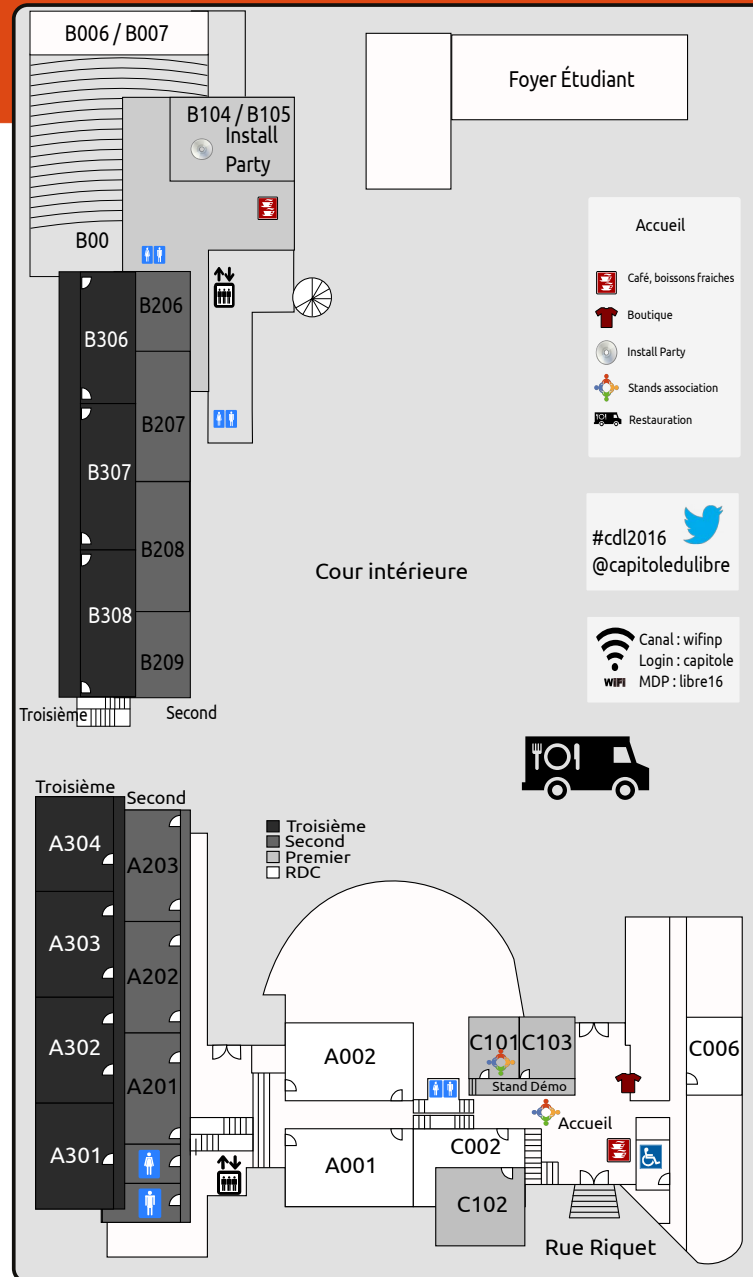 B006 / B007
Foyer Étudiant
B104 / B105
Install
Party
B00
Accueil
Café, boissons fraiches
Boutique
Install Party
Stands association
Restauration
B206
B306
B207
B307
B208
B308
B209
Troisième
Second
#cdl2016
@capitoledulibre
Cour intérieure
Canal : wifinp
Login : capitole
WiFi
MDP : libre16
Troisième
Second
Troisième
Second
Premier
RDC
A304
A203
A303
A202
A302
A201
A301
A002
C101
C103
C006
Stand Démo
Accueil
A001
C002
C102
Rue Riquet